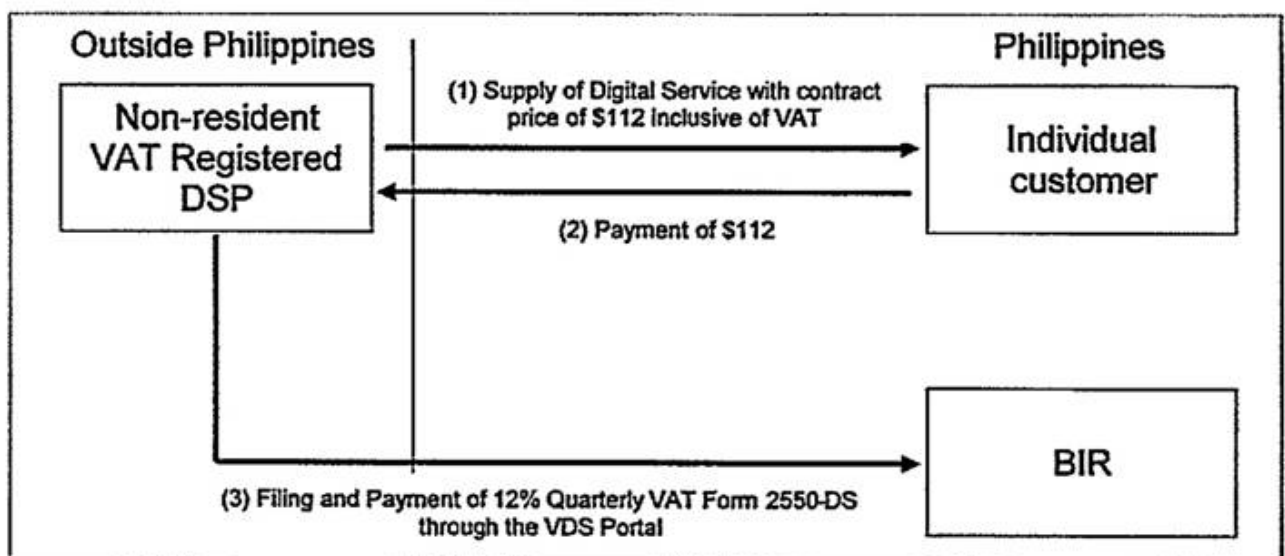 Outside Philippines
Philippines
(1) Supply of Digital Service with contract
price of $112 inclusive of VAT
Non-resident
VAT Registered
DSP
Individual
customer
(2) Payment of $112
BIR
(3) Filing and Payment of 12% Quarterly VAT Form 2550-DS
through the VDS Portal